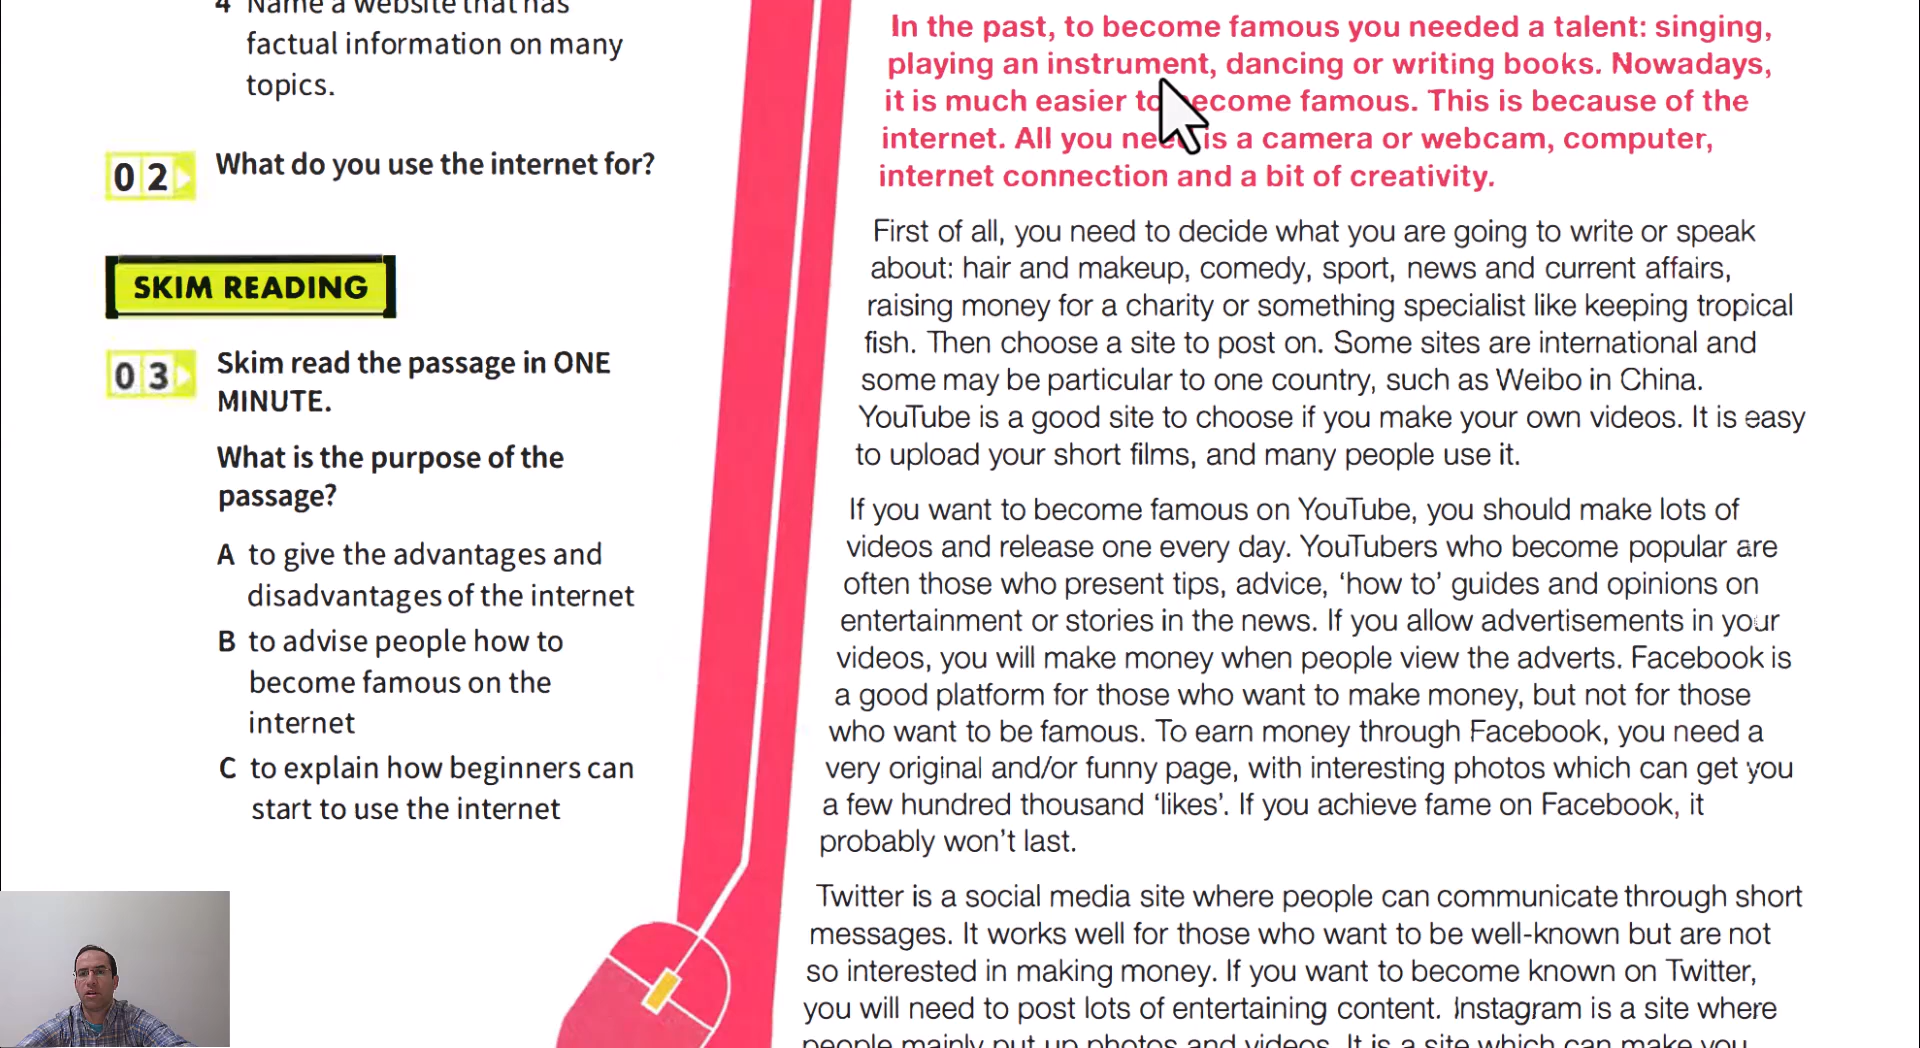 4 Name a website that has
factual information on many
topics.
02 What do you use the internet for?
SKIM READING
03 Skim read the passage in ONE
MINUTE.
What is the purpose of the
passage?
A to give the advantages and
disadvantages of the internet
B to advise people how to
become famous on the
internet
C to explain how beginners can
start to use the internet
In the past, to become famous you needed a talent: singing,
playing an instrument, dancing or writing books. Nowadays,
it is much easier to become famous. This is because of the
internet. All you need is a camera or webcam, computer,
internet connection and a bit of creativity.
First of all, you need to decide what you are going to write or speak
about: hair and makeup, comedy, sport, news and current affairs,
raising money for a charity or something specialist like keeping tropical
fish. Then choose a site to post on. Some sites are international and
some may be particular to one country, such as Weibo in China.
YouTube is a good site to choose if you make your own videos. It is easy
to upload your short films, and many people use it.
If you want to become famous on YouTube, you should make lots of
videos and release one every day. YouTubers who become popular are
often those who present tips, advice, ‘how to’ guides and opinions on
entertainment or stories in the news. If you allow advertisements in your
videos, you will make money when people view the adverts. Facebook is
a good platform for those who want to make money, but not for those
who want to be famous. To earn money through Facebook, you need a
very original and/or funny page, with interesting photos which can get you
a few hundred thousand ‘likes’. If you achieve fame on Facebook, it
probably won’t last.
Twitter is a social media site where people can communicate through short
messages. It works well for those who want to be well-known but are not
so interested in making money. If you want to become known on Twitter,
you will need to post lots of entertaining content. Instagram is a site where
people mainly put up photos and videos. It is a site which can make you